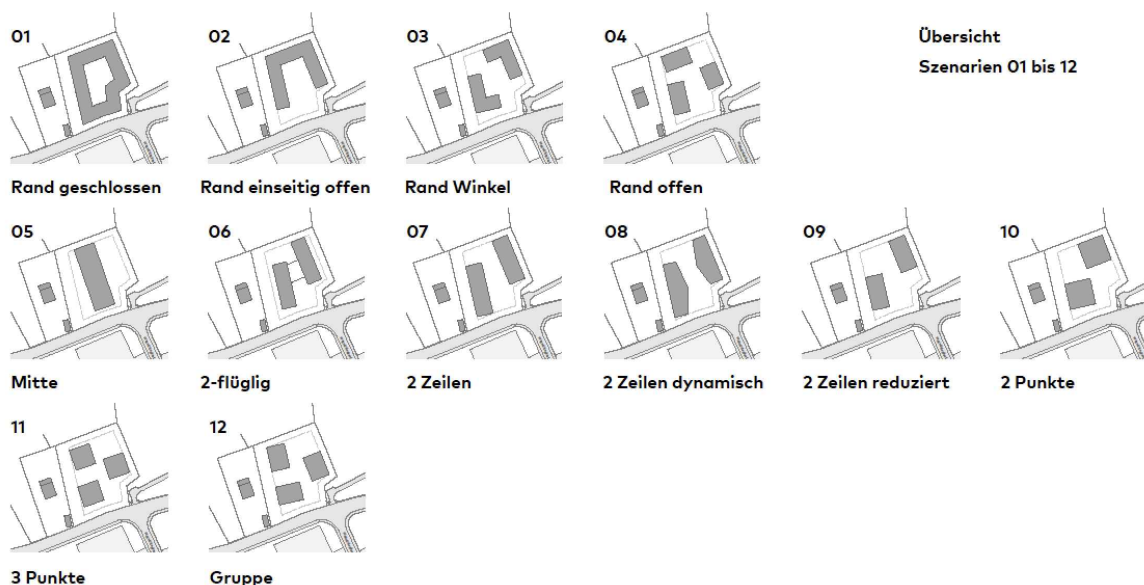 01
02
03
04
Übersicht
Szenarien 01 bis 12
Rand geschlossen
Rand einseitig offen
Rand Winkel
Rand offen
05
06
07
08
09
10
Mitte
2-flüglig
2 Zeilen
2 Zeilen dynamisch
2 Zeilen reduziert
2 Punkte
11
12
3 Punkte
Gruppe